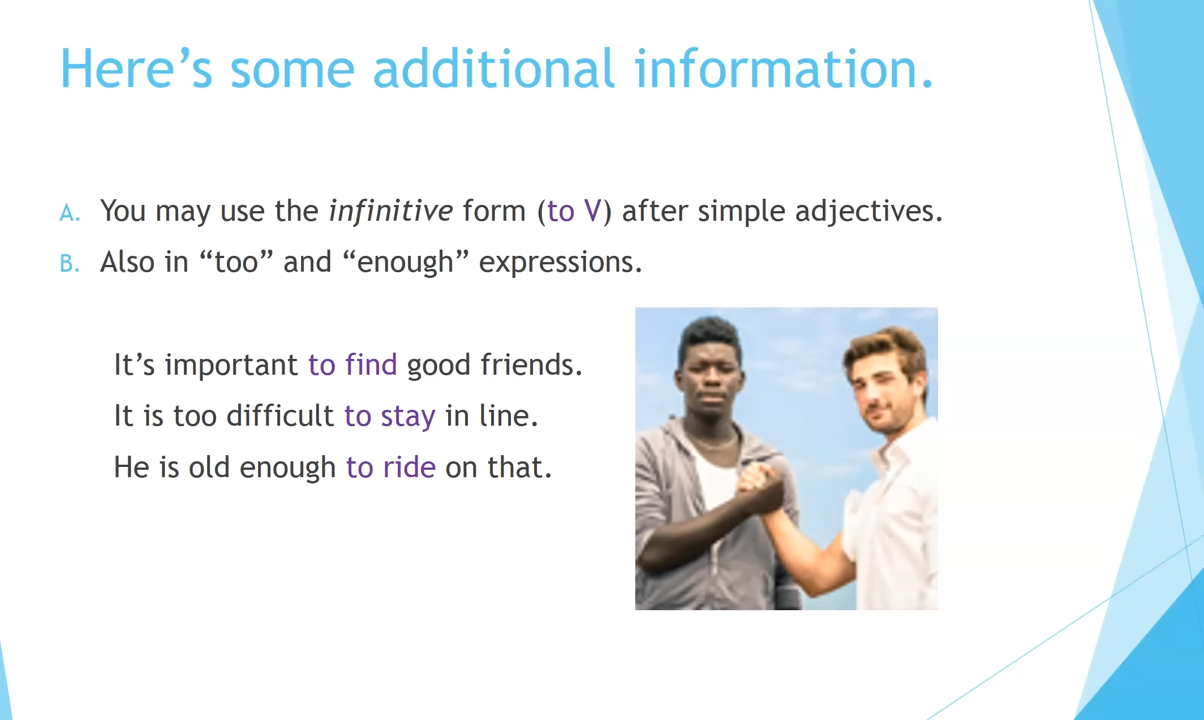 Here’s some additional information.
A. You may use the infinitive form (to V) after simple adjectives.
B. Also in “too” and “enough” expressions.
It’s important to find good friends.
It is too difficult to stay in line.
He is old enough to ride on that.